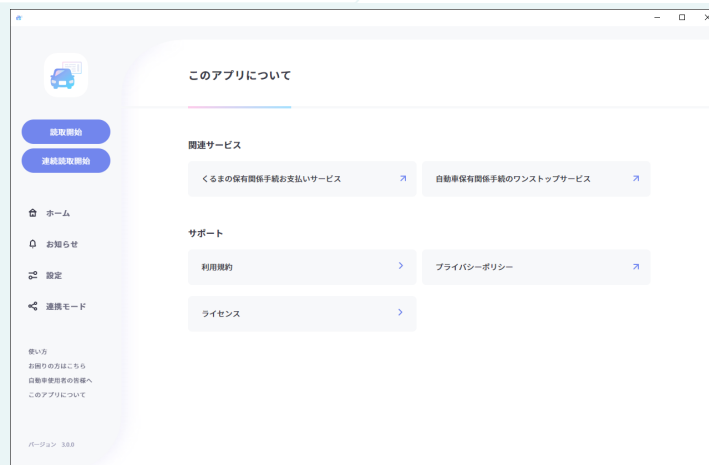 このアプリについて
読取開始
連続読取開始
関連サービス
くるまの保有関係手続お支払いサービス
自動車保有関係手続のワンストップサービス
ホーム
お知らせ
設定
連携モード
サポート
利用規約
プライバシーポリシー
ライセンス
使い方
お困りの方はこちら
自動車使用者の皆様へ
このアプリについて
バージョン 3.0.0